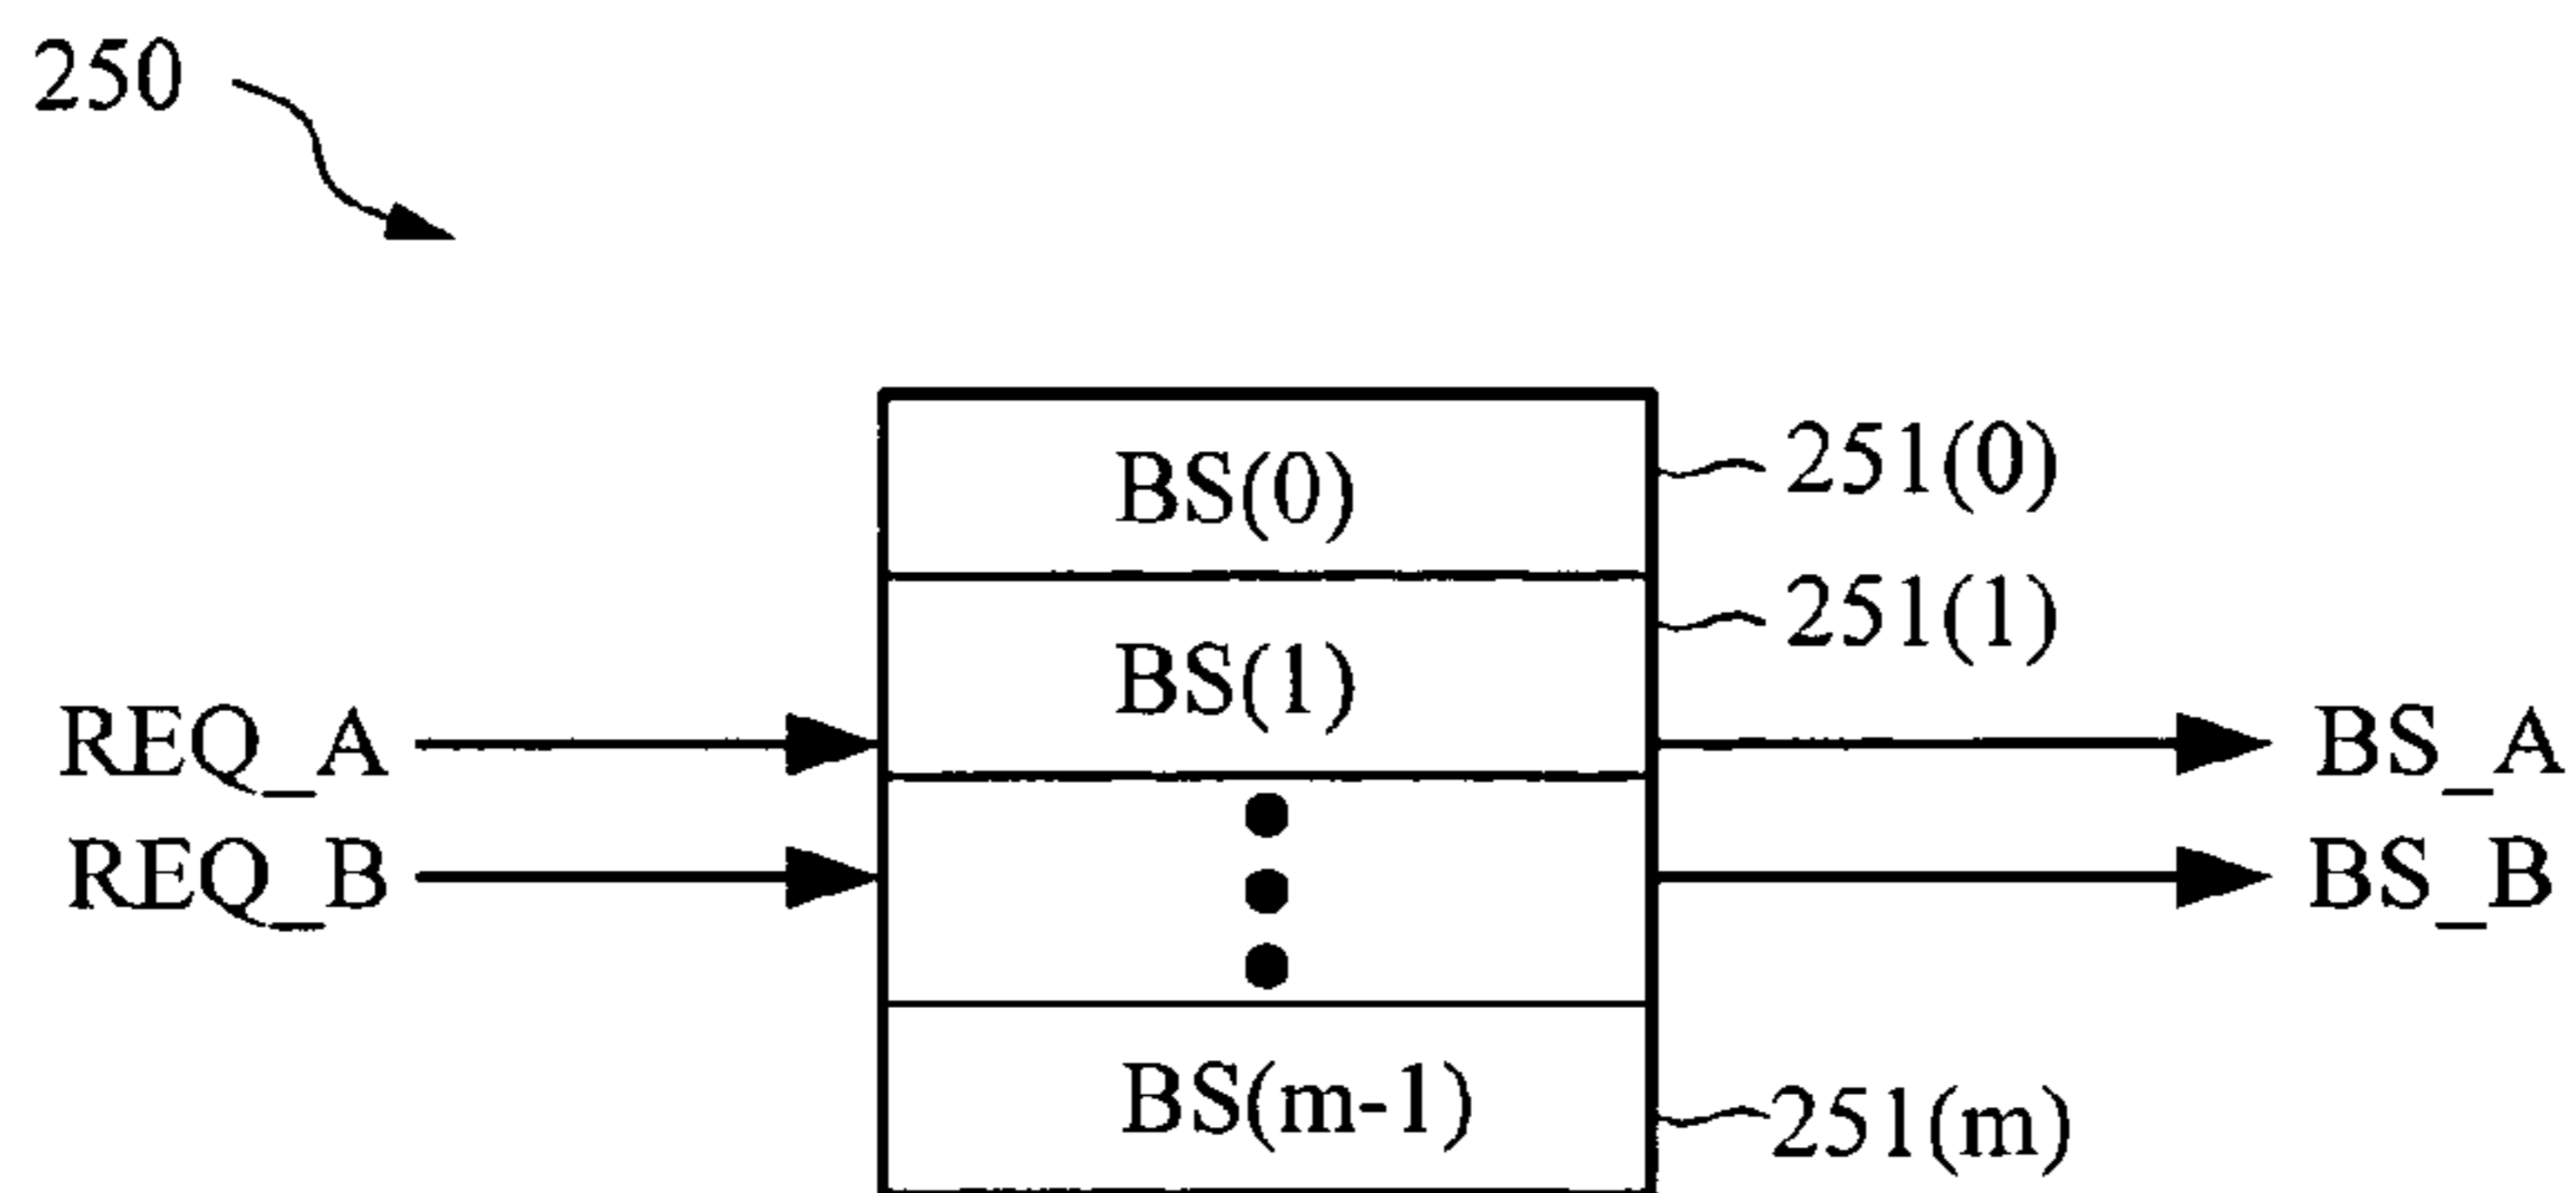 250
BS(0)
251(0)
BS(1)
251(1)
REQ_A
BS_A
REQ_B
BS_B
BS(m-1)
251(m)